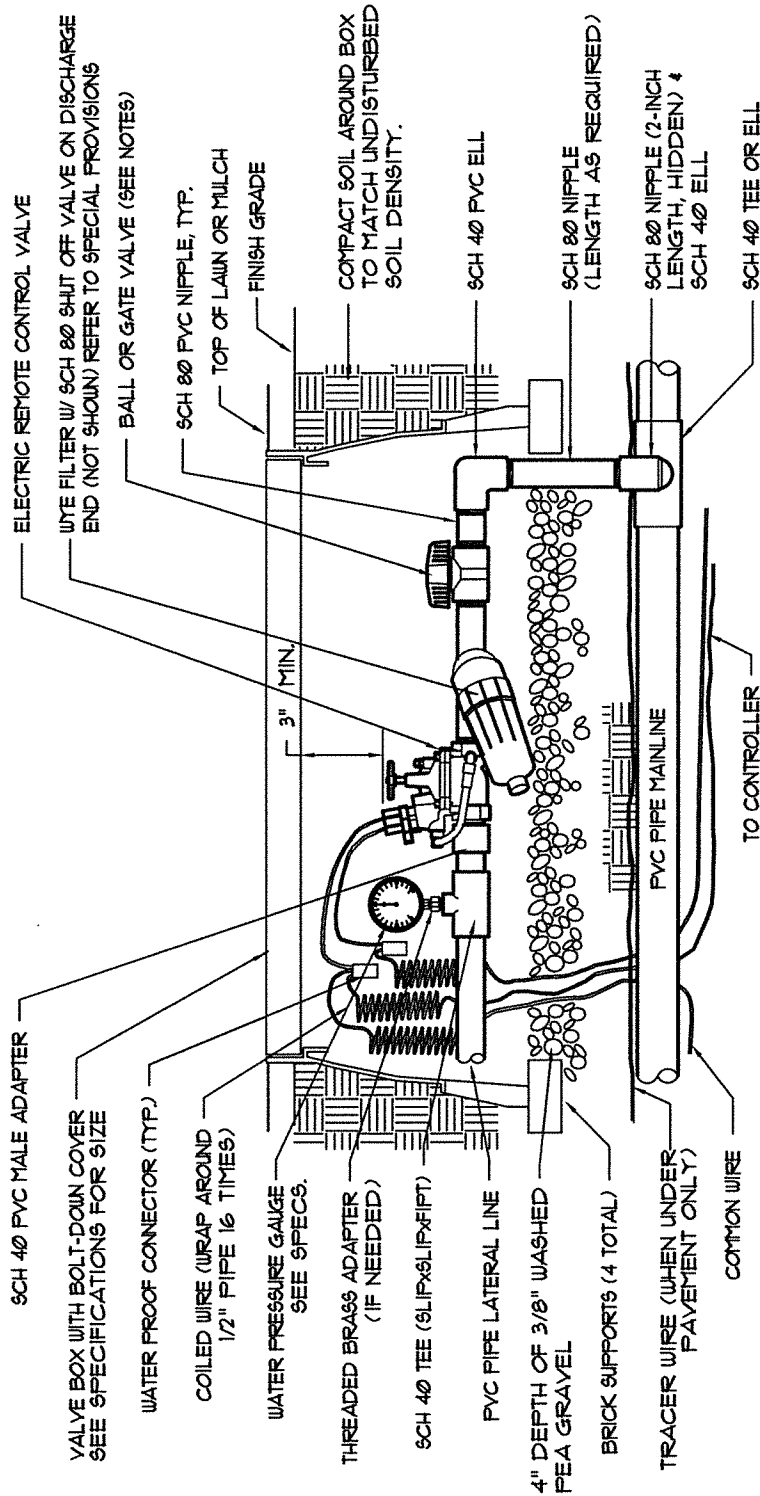 ELECTRIC REMOTE CONTROL VALVE
WYE FILTER W/ SCH 80 SHUT OFF VALVE ON DISCHARGE
END (NOT SHOWN) REFER TO SPECIAL PROVISIONS
BALL OR GATE VALVE (SEE NOTES)
SCH 80 PVC NIPPLE, TYP.
TOP OF LAWN OR MULCH
FINISH GRADE
COMPACT SOIL AROUND BOX
TO MATCH UNDISTURBED
SOIL DENSITY.
SCH 40 PVC ELL
SCH 80 NIPPLE
(LENGTH AS REQUIRED)
SCH 80 NIPPLE (2-INCH
LENGTH, HIDDEN) &
SCH 40 ELL
SCH 40 TEE OR ELL
3" MIN.
PVC PIPE MAINLINE
TO CONTROLLER
SCH 40 PVC MALE ADAPTER
VALVE BOX WITH BOLT-DOWN COVER
SEE SPECIFICATIONS FOR SIZE
WATER PROOF CONNECTOR (TYP.)
COILED WIRE (WRAP AROUND
1/2" PIPE 16 TIMES)
WATER PRESSURE GAUGE
SEE SPECS.
THREADED BRASS ADAPTER
(IF NEEDED)
SCH 40 TEE (SLIPxSLIPxFIPT)
PVC PIPE LATERAL LINE
4" DEPTH OF 3/8" WASHED
PEA GRAVEL
BRICK SUPPORTS (4 TOTAL)
TRACER WIRE (WHEN UNDER
PAVEMENT ONLY)
COMMON WIRE